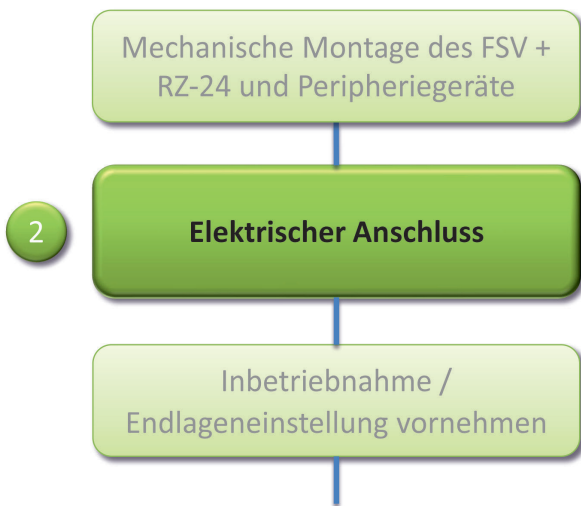 Mechanische Montage des FSV +
RZ-24 und Peripheriegeräte
2
Elektrischer Anschluss
Inbetriebnahme /
Endlageneinstellung vornehmen